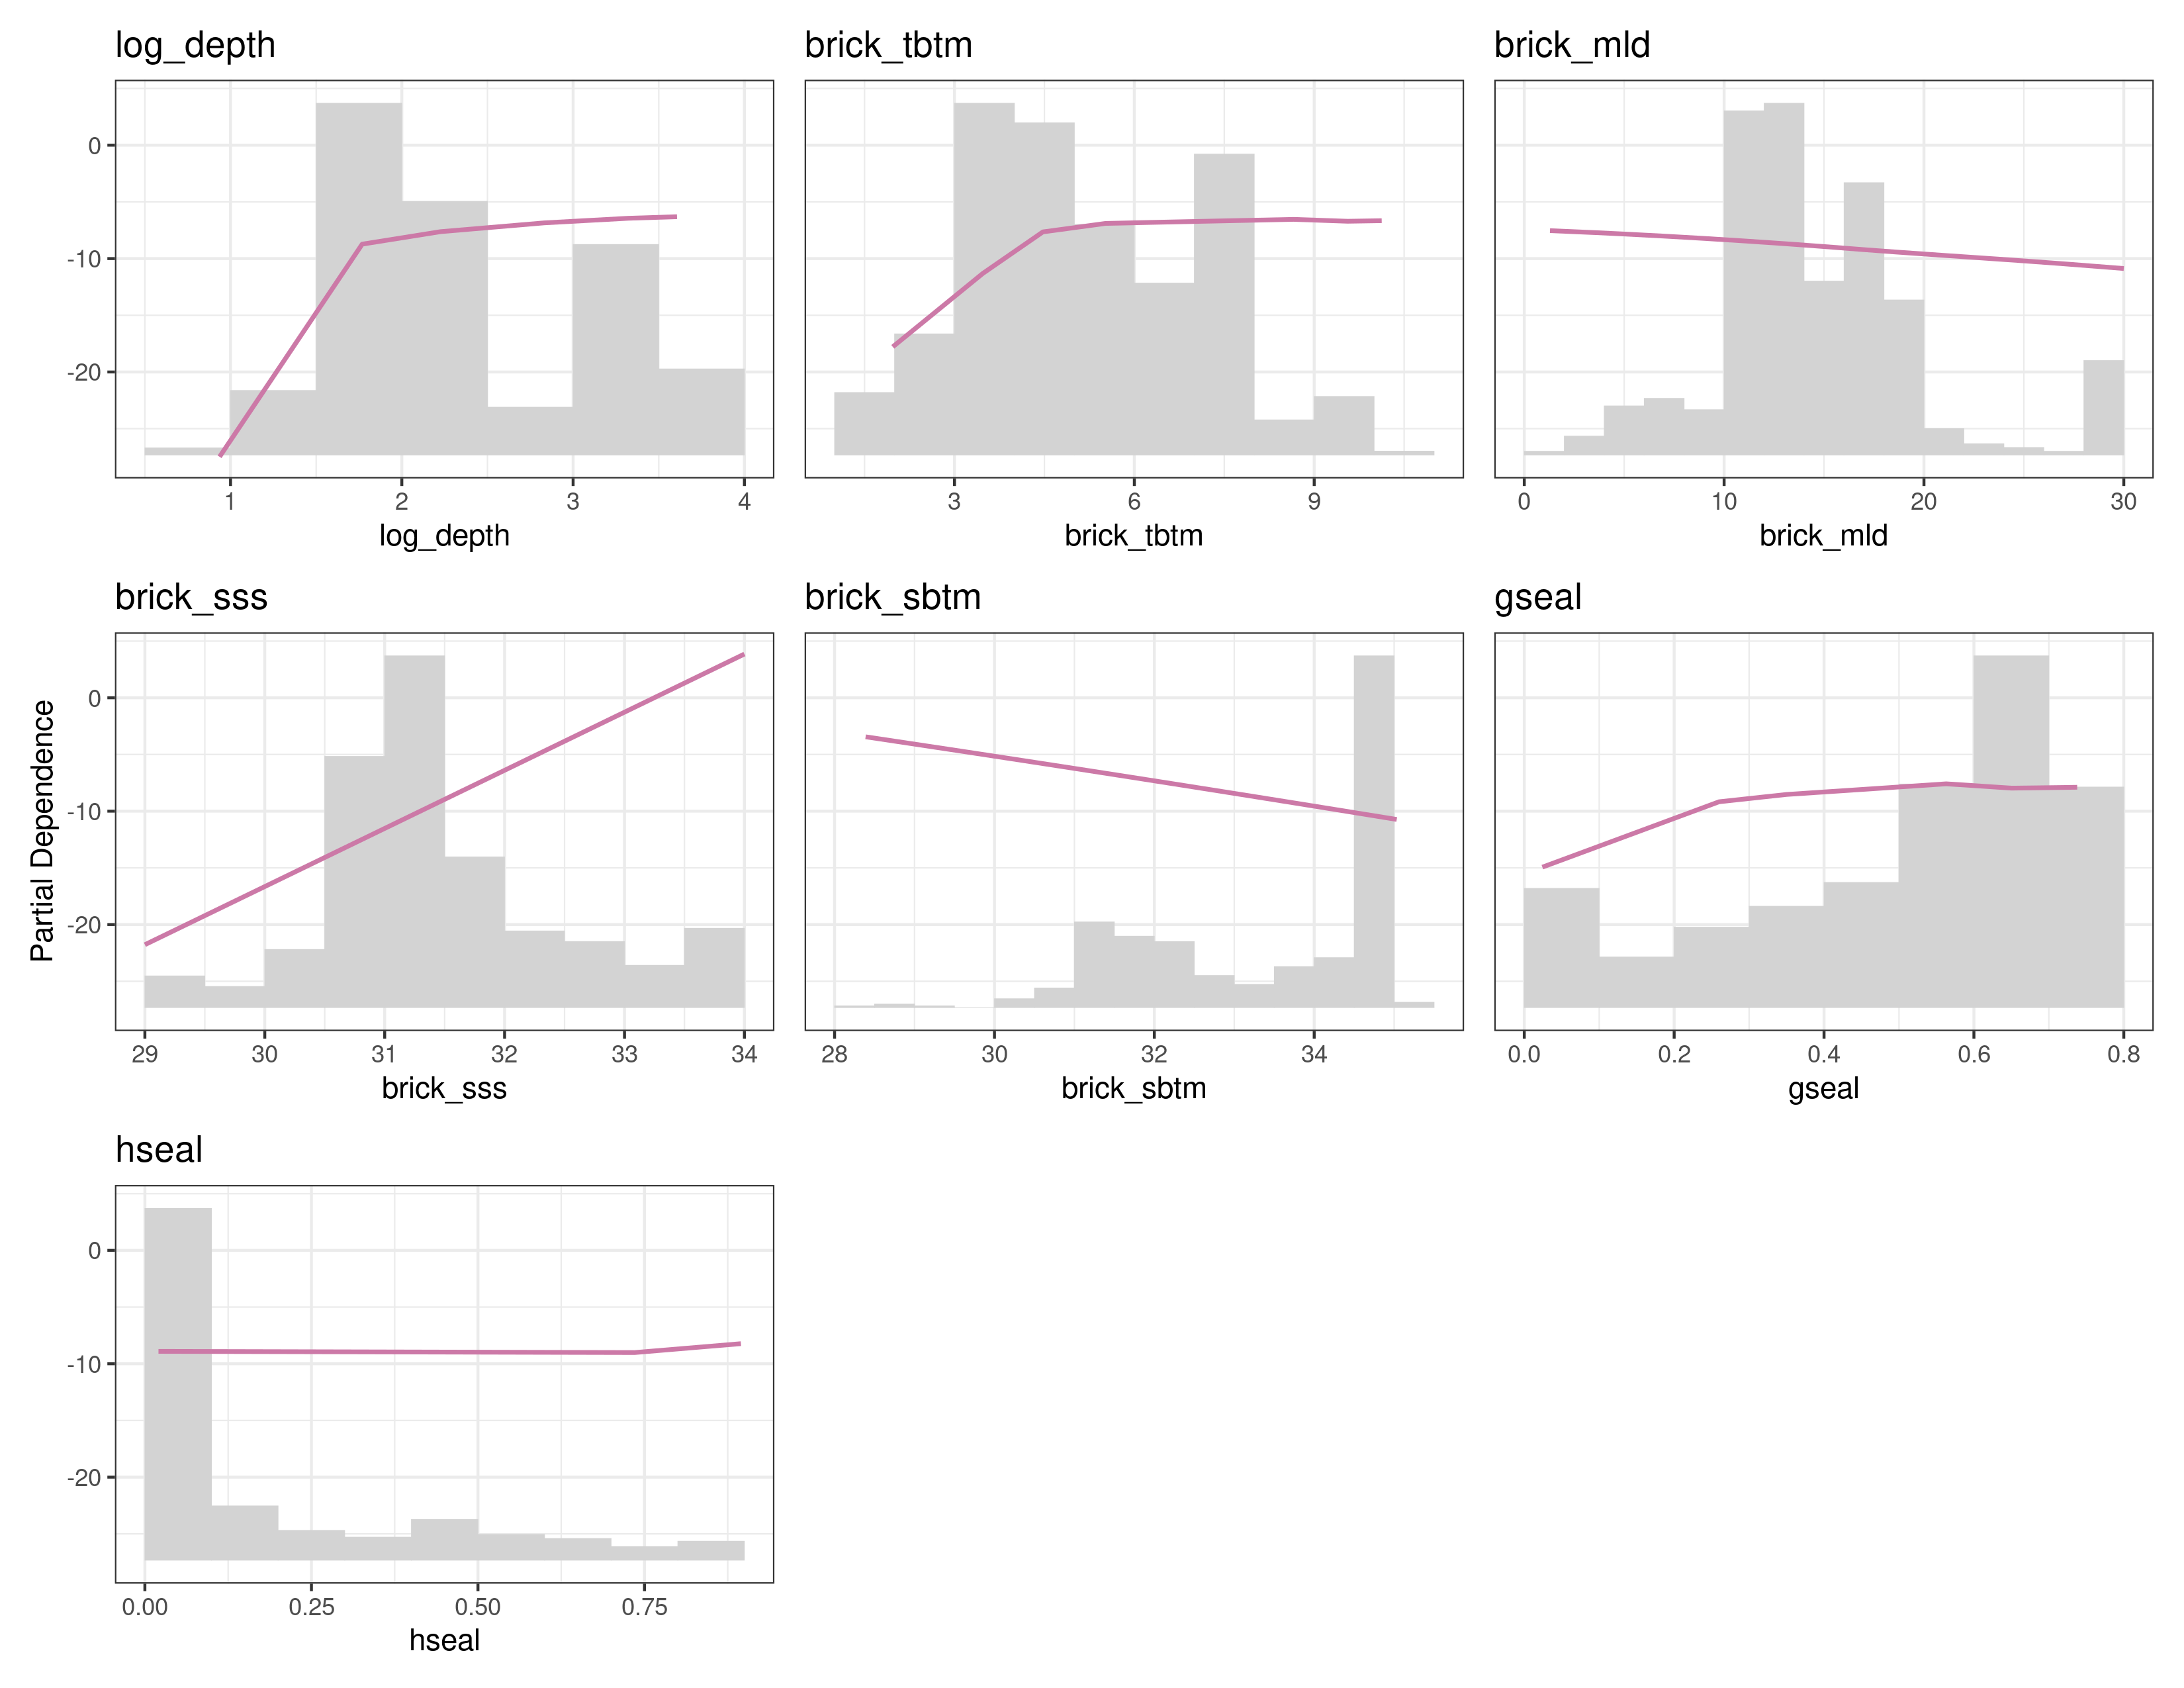 log_depth
brick_tbtm
brick_mld
0
-10
-20
1 2 3 4
3 6 9
0 10 20 30
log_depth
brick_tbtm
brick_mld
brick_sss
brick_sbtm
gseal
Partial Dependence
0
-10
-20
29 30 31 32 33 34
28 30 32 34
0.0 0.2 0.4 0.6 0.8
brick_sss
brick_sbtm
gseal
hseal
0
-10
-20
0.00 0.25 0.50 0.75
hseal